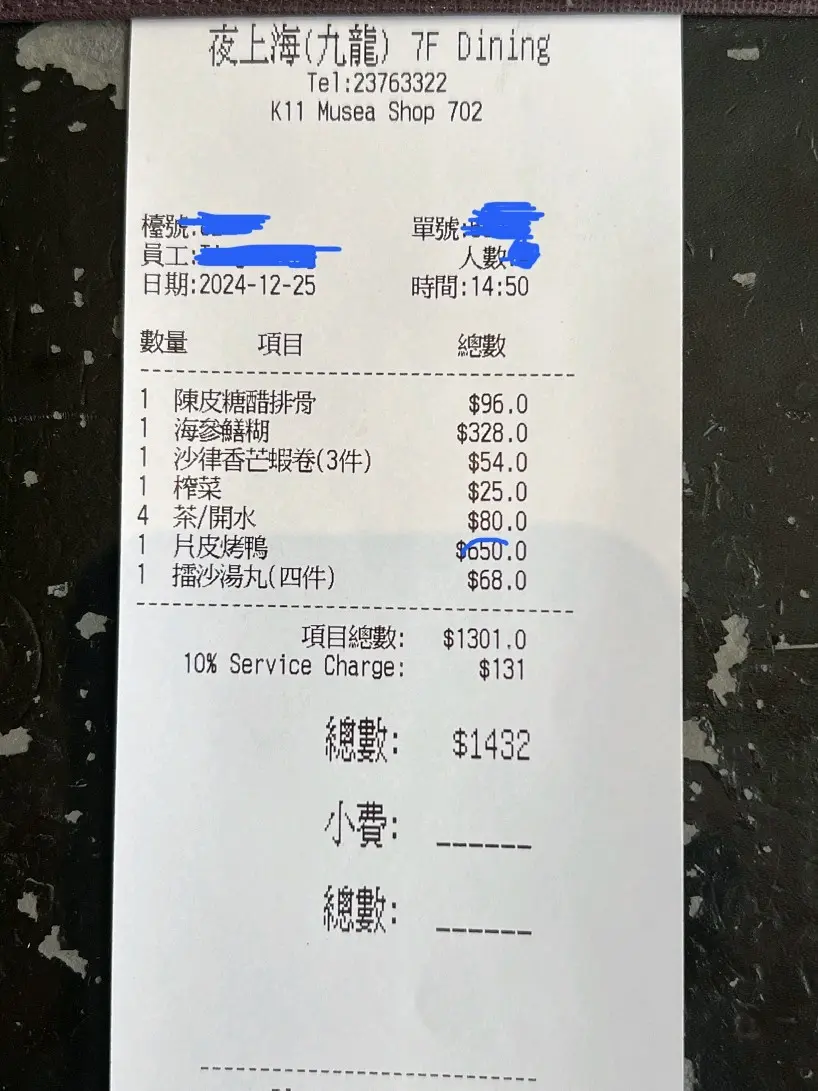 夜上海(九龍) 7F Dining
Tel:23763322
K11 Musea Shop 702
檯號: 單號:
員工: 人數
日期:2024-12-25 時間:14:50
數量 項目 總數
1 陳皮糖醋排骨 $96.0
1 海參鱔糊 $328.0
1 沙律香芒蝦卷(3件) $54.0
1 榨菜 $25.0
4 茶/開水 $80.0
1 片皮烤鴨 $650.0
1 擂沙湯丸(四件) $68.0
項目總數: $1301.0
10% Service Charge: $131
總數: $1432
小費: ______
總數: ______